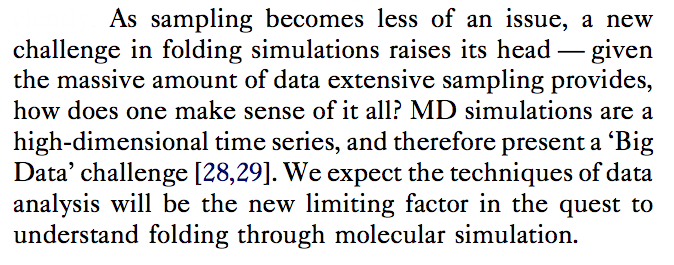 As sampling becomes less of an issue, a new
challenge in folding simulations raises its head — given
the massive amount of data extensive sampling provides,
how does one make sense of it all? MD simulations are a
high-dimensional time series, and therefore present a ‘Big
Data’ challenge [28,29]. We expect the techniques of data
analysis will be the new limiting factor in the quest to
understand folding through molecular simulation.